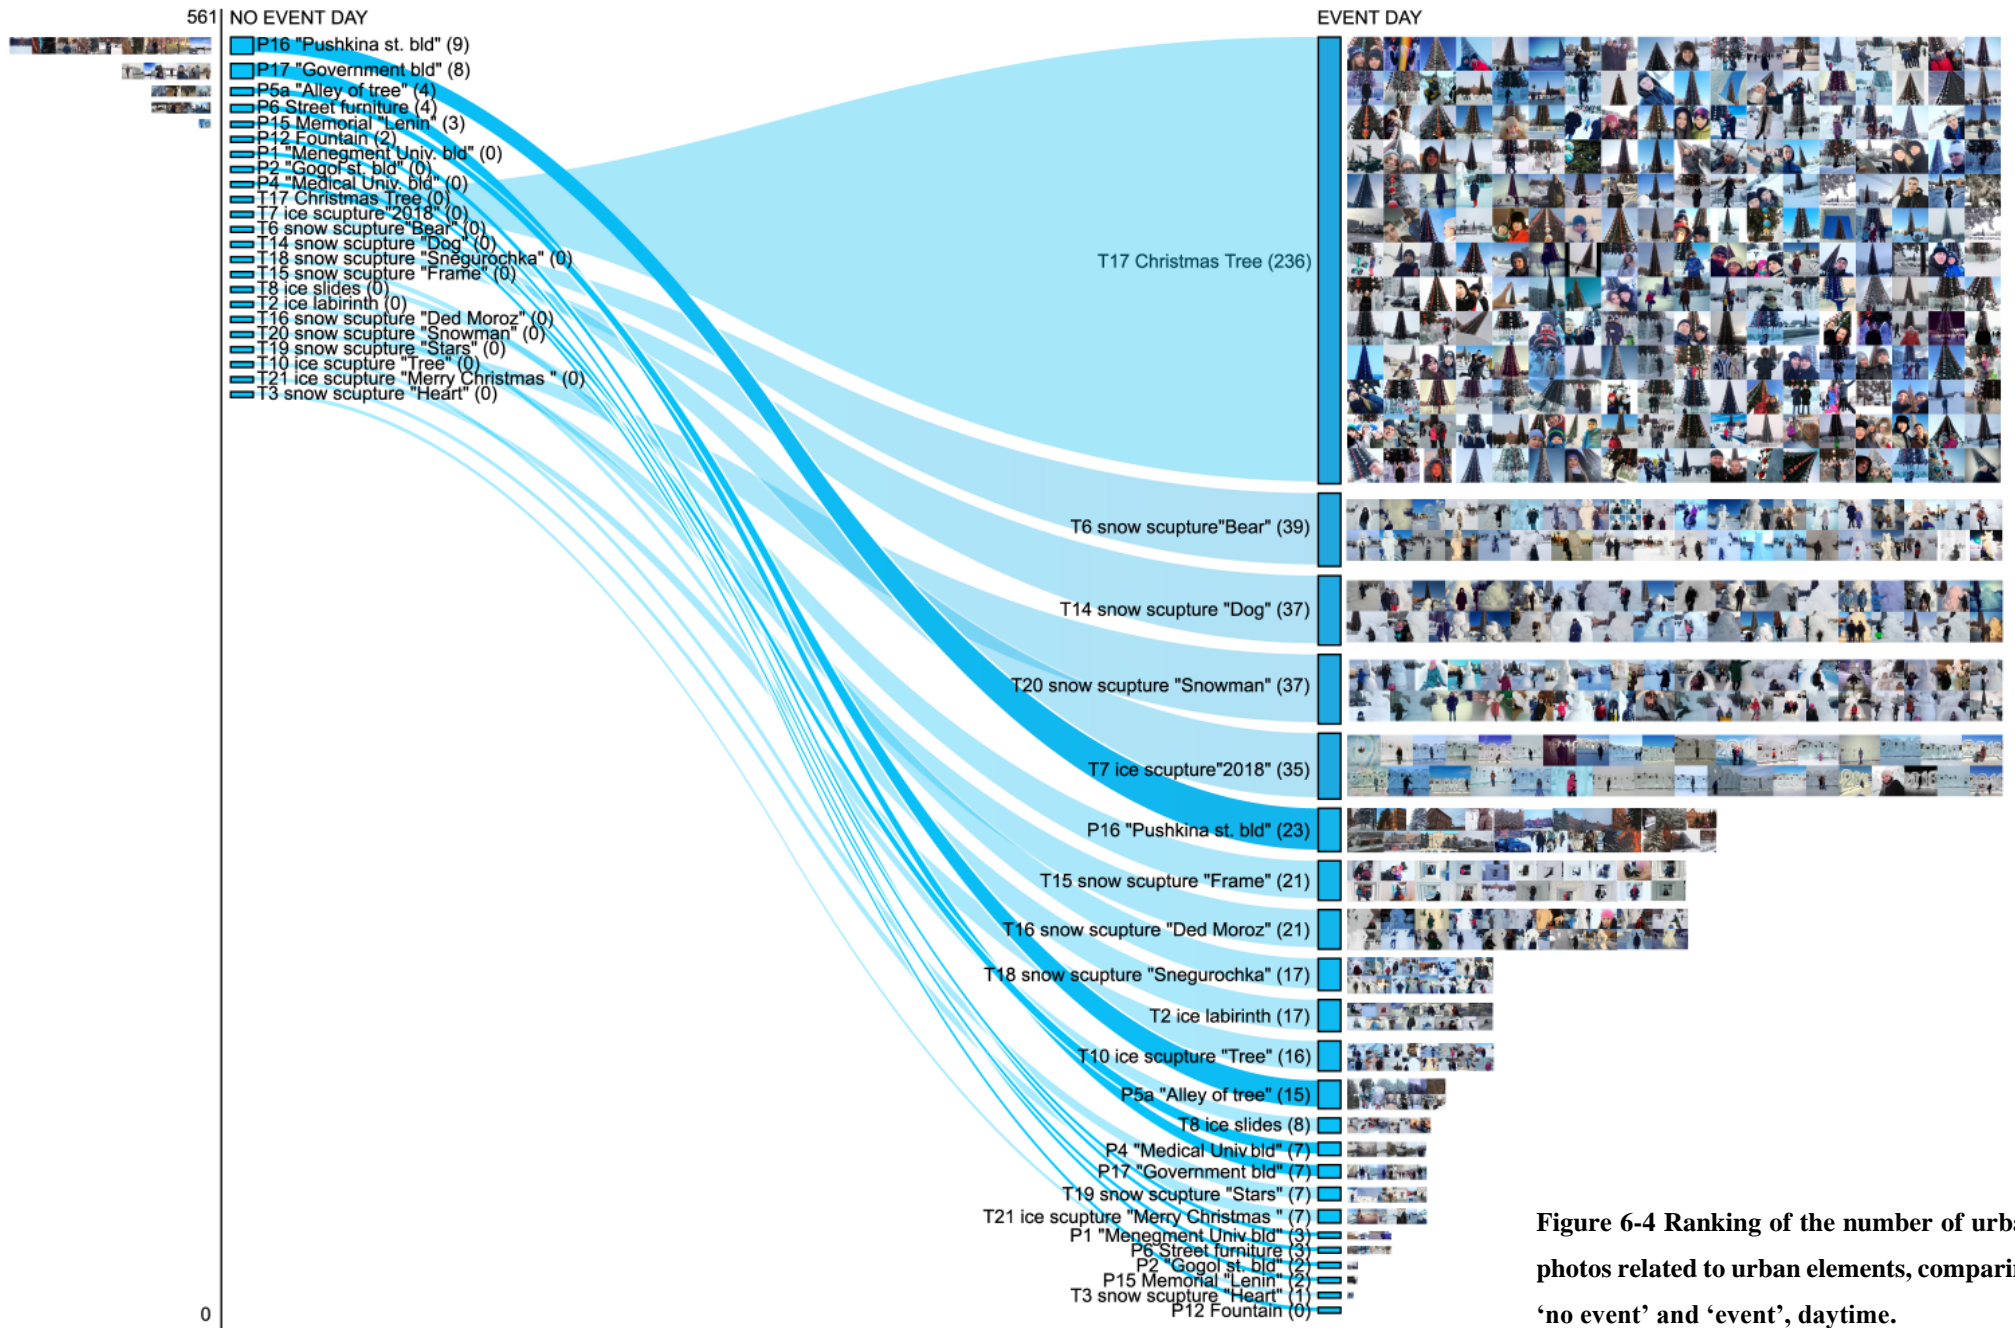 561
NO EVENT DAY
P16 "Pushkina st. bld" (9)
P17 "Government bld" (8)
P5a "Alley of tree" (4)
P6 Street furniture (4)
P15 Memorial "Lenin" (3)
P12 Fountain (2)
P1 "Menegment Univ. bld" (0)
P2 "Gogol st. bld" (0)
P4 "Medical Univ. bld" (0)
T17 Christmas Tree (0)
T7 ice scupture"2018" (0)
T6 snow scupture"Bear" (0)
T14 snow scupture "Dog" (0)
T18 snow scupture "Snegurochka" (0)
T15 snow scupture "Frame" (0)
T8 ice slides (0)
T2 ice labirinth (0)
T16 snow scupture "Ded Moroz" (0)
T20 snow scupture "Snowman" (0)
T19 snow scupture "Stars" (0)
T10 ice scupture "Tree" (0)
T21 ice scupture "Merry Christmas " (0)
T3 snow scupture "Heart" (0)
0
EVENT DAY
T17 Christmas Tree (236)
T6 snow scupture"Bear" (39)
T14 snow scupture "Dog" (37)
T20 snow scupture "Snowman" (37)
T7 ice scupture"2018" (35)
P16 "Pushkina st. bld" (23)
T15 snow scupture "Frame" (21)
T16 snow scupture "Ded Moroz" (21)
T18 snow scupture "Snegurochka" (17)
T2 ice labirinth (17)
T10 ice scupture "Tree" (16)
P5a "Alley of tree" (15)
T8 ice slides (8)
P4 "Medical Univ bld" (7)
P17 "Government bld" (7)
T19 snow scupture "Stars" (7)
T21 ice scupture "Merry Christmas " (7)
P1 "Menegment Univ bld" (3)
P6 Street furniture (3)
P2 "Gogol st. bld" (2)
P15 Memorial "Lenin" (2)
T3 snow scupture "Heart" (1)
P12 Fountain (0)
Figure 6-4 Ranking of the number of urba
photos related to urban elements, comparin
‘no event’ and ‘event’, daytime.